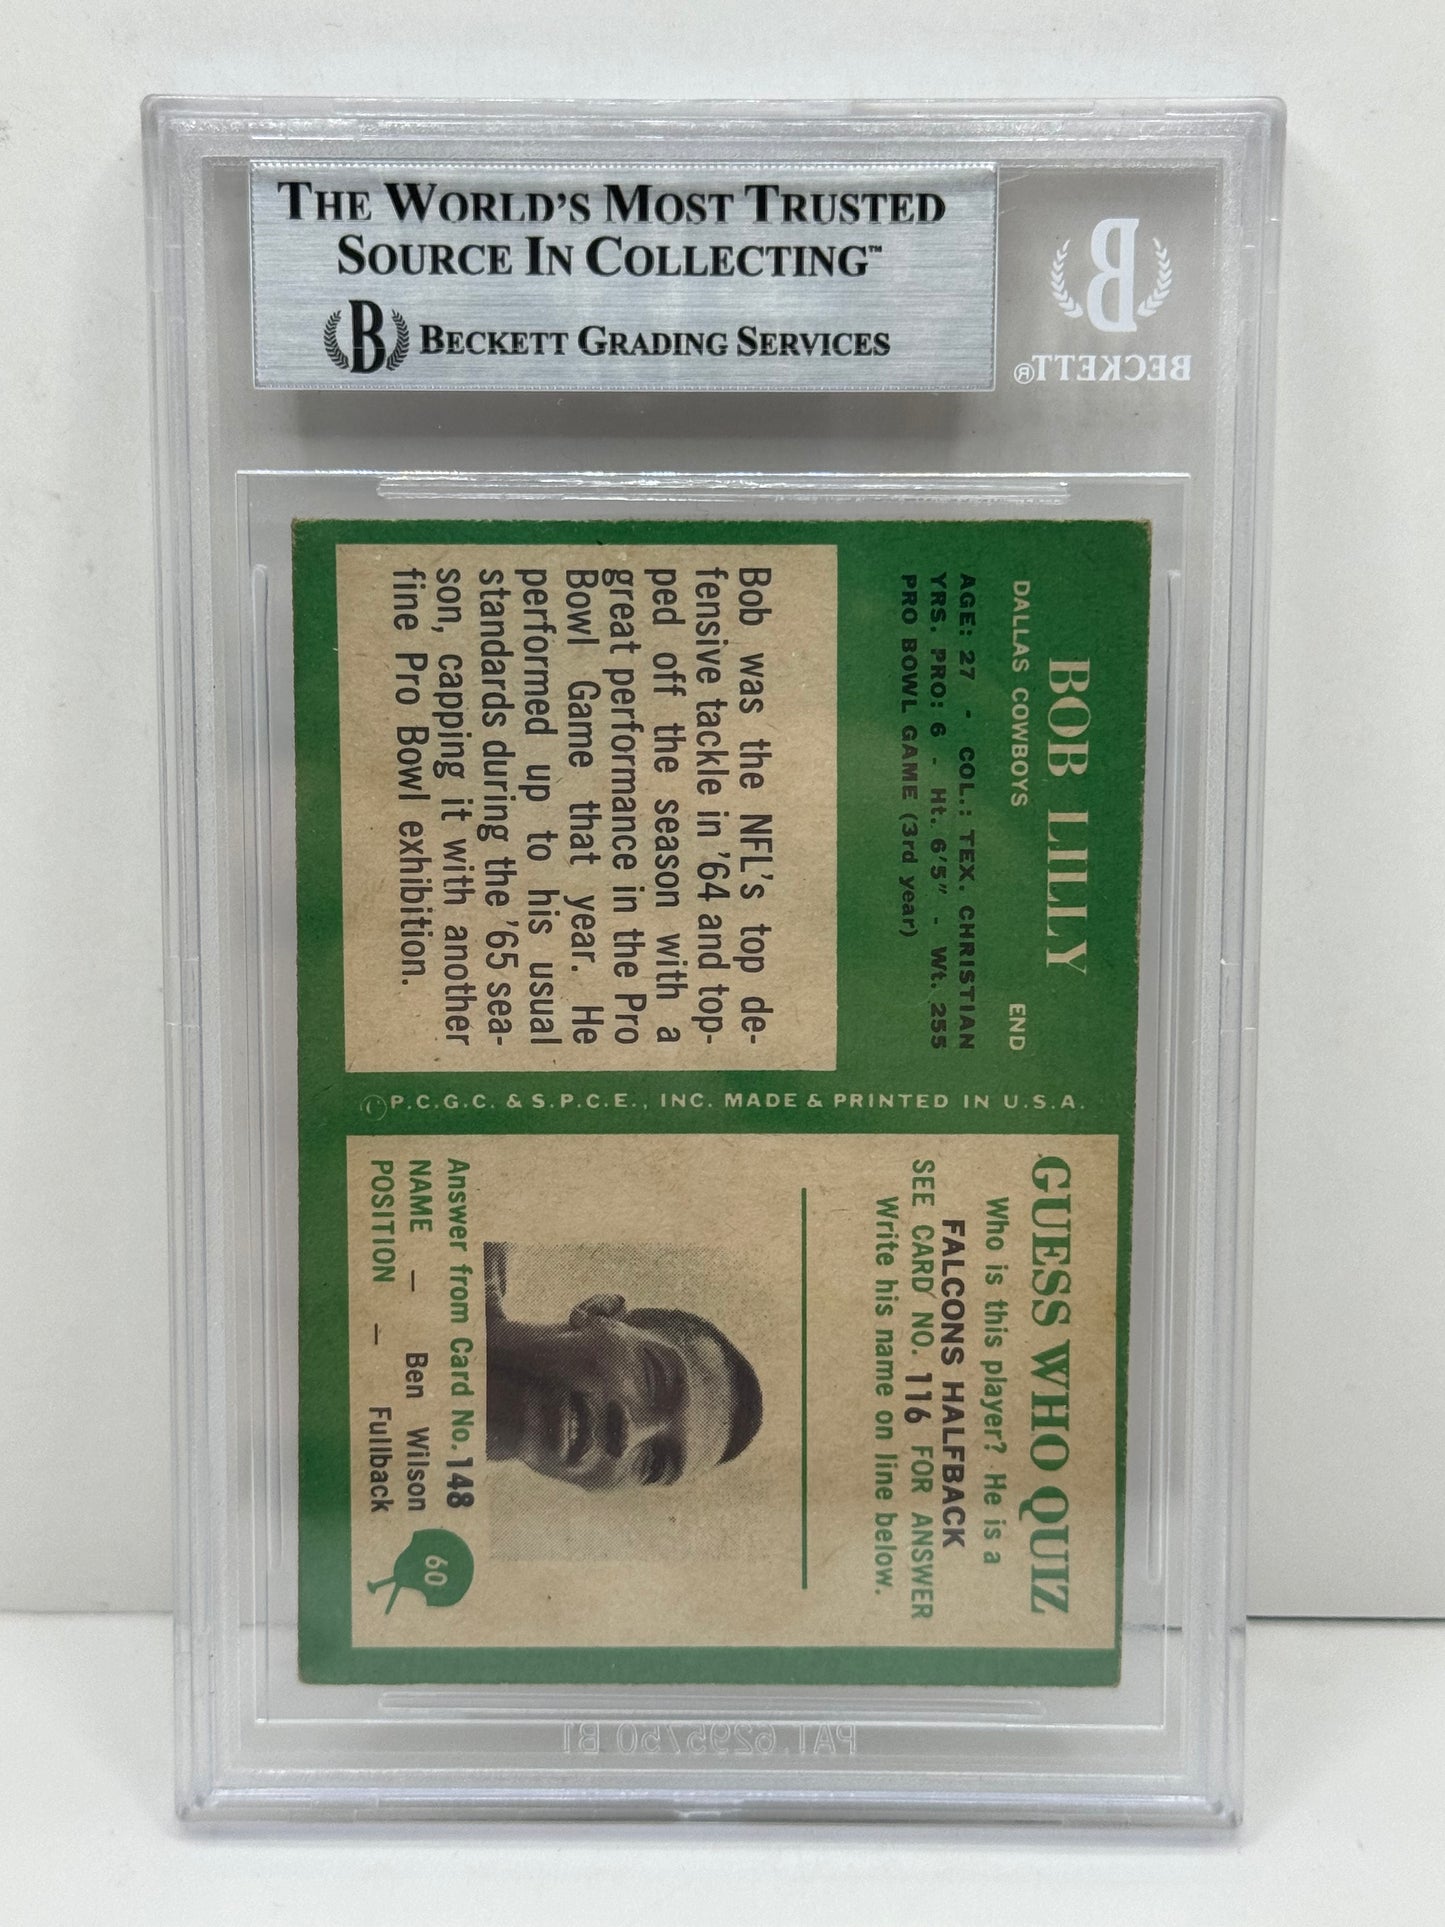 THE WORLD'S MOST TRUSTED
SOURCE IN COLLECTING™
B BECKETT GRADING SERVICES
B
BECKETT®
BOB LILLY
DALLAS COWBOYS END
AGE: 27 - COL.: TEX. CHRISTIAN
YRS. PRO: 6 - Ht. 6'5" - Wt. 255
PRO BOWL GAME (3rd year)
Bob was the NFL's top de-
fensive tackle in '64 and top-
ped off the season with a
great performance in the Pro
Bowl Game that year. He
performed up to his usual
standards during the '65 sea-
son, capping it with another
fine Pro Bowl exhibition.
©P.C.G.C. & S.P.C.E., INC. MADE & PRINTED IN U.S.A.
GUESS WHO QUIZ
Who is this player? He is a
FALCONS HALFBACK
SEE CARD NO. 116 FOR ANSWER
Write his name on line below.
Answer from Card No. 148
NAME — Ben Wilson
POSITION — Fullback
60
PAT. 6295750 B1